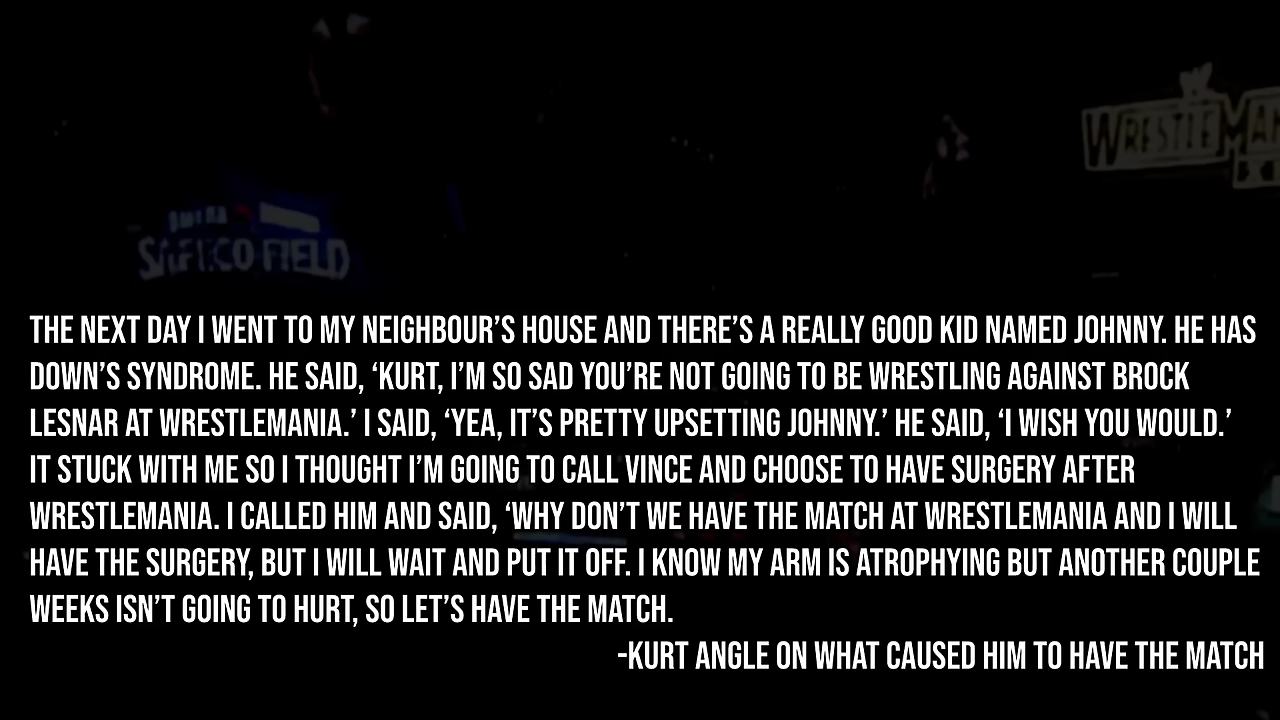 WRESTLEMA
SAFECO FIELD
THE NEXT DAY I WENT TO MY NEIGHBOUR’S HOUSE AND THERE’S A REALLY GOOD KID NAMED JOHNNY. HE HAS
DOWN’S SYNDROME. HE SAID, ‘KURT, I’M SO SAD YOU’RE NOT GOING TO BE WRESTLING AGAINST BROCK
LESNAR AT WRESTLEMANIA.’ I SAID, ‘YEA, IT’S PRETTY UPSETTING JOHNNY.’ HE SAID, ‘I WISH YOU WOULD.’
IT STUCK WITH ME SO I THOUGHT I’M GOING TO CALL VINCE AND CHOOSE TO HAVE SURGERY AFTER
WRESTLEMANIA. I CALLED HIM AND SAID, ‘WHY DON’T WE HAVE THE MATCH AT WRESTLEMANIA AND I WILL
HAVE THE SURGERY, BUT I WILL WAIT AND PUT IT OFF. I KNOW MY ARM IS ATROPHYING BUT ANOTHER COUPLE
WEEKS ISN’T GOING TO HURT, SO LET’S HAVE THE MATCH.
-KURT ANGLE ON WHAT CAUSED HIM TO HAVE THE MATCH